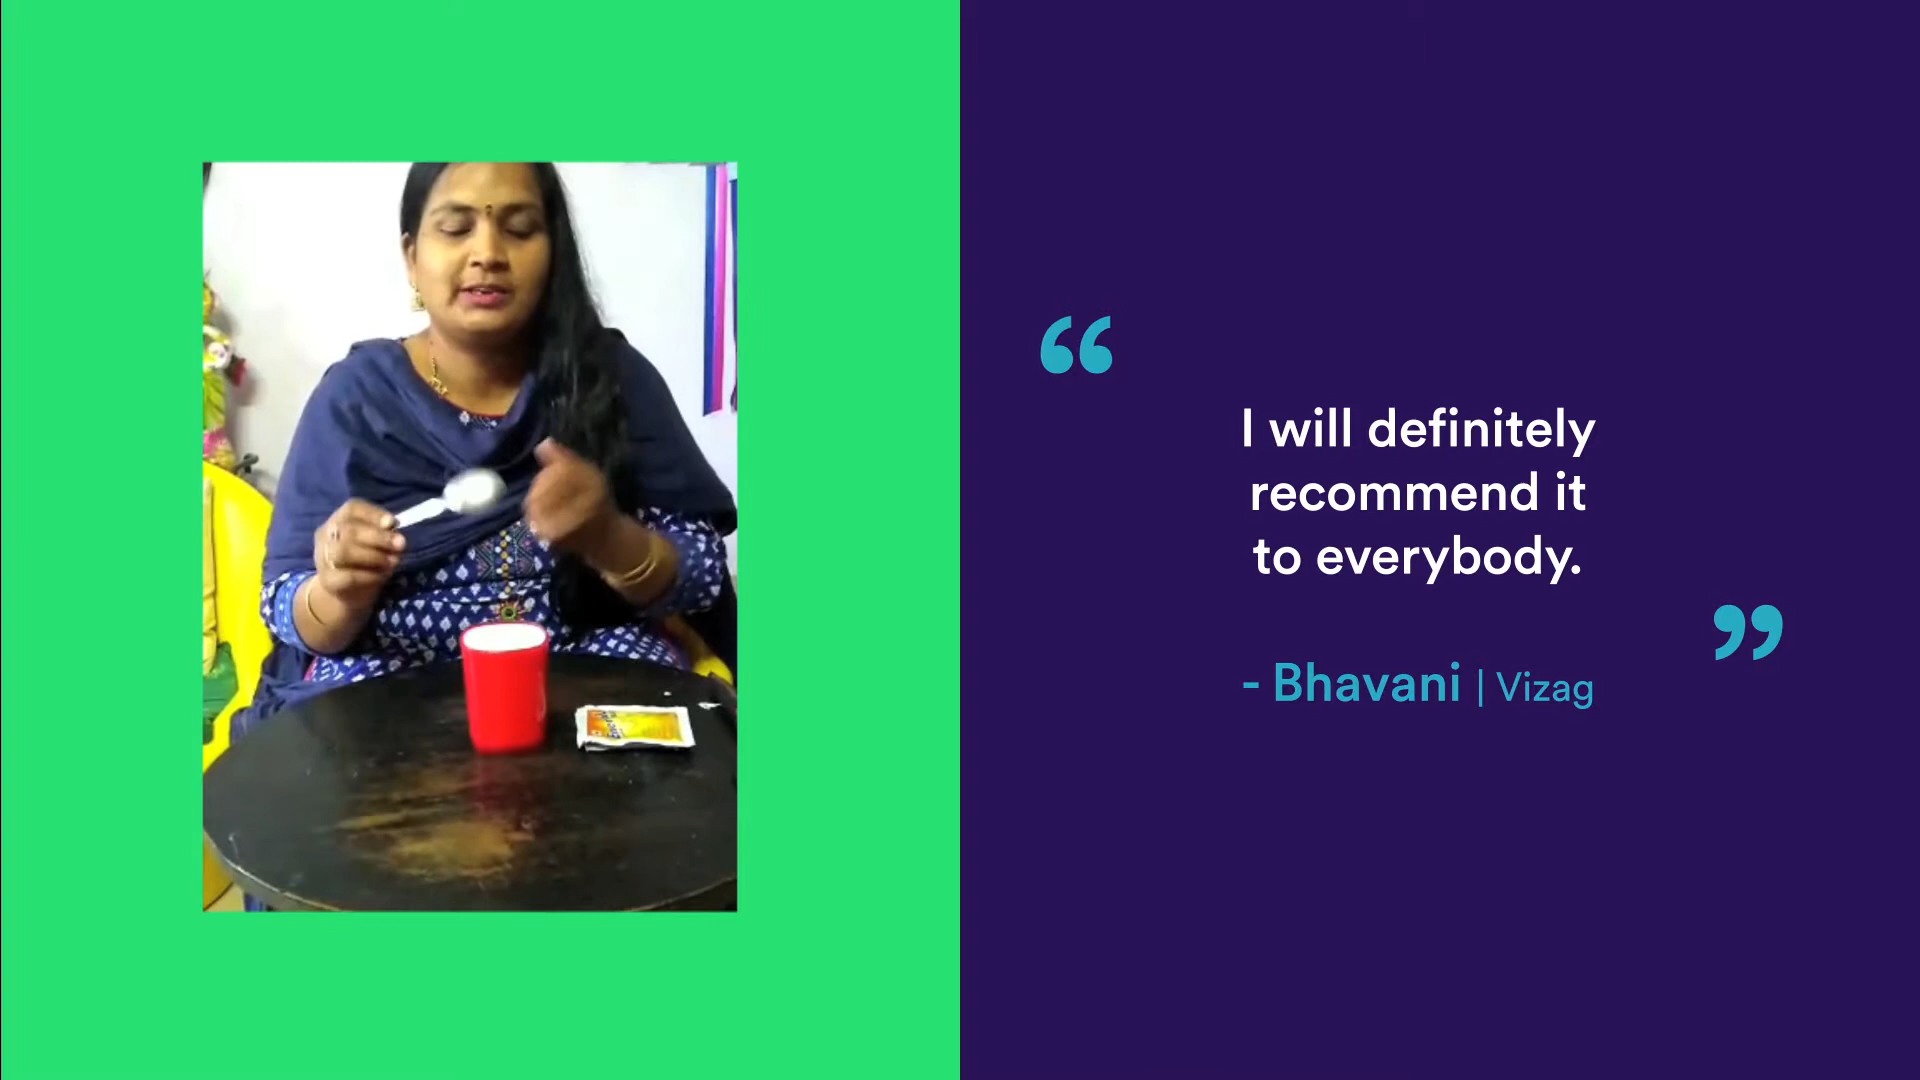 “
I will definitely
recommend it
to everybody.
”
- Bhavani | Vizag